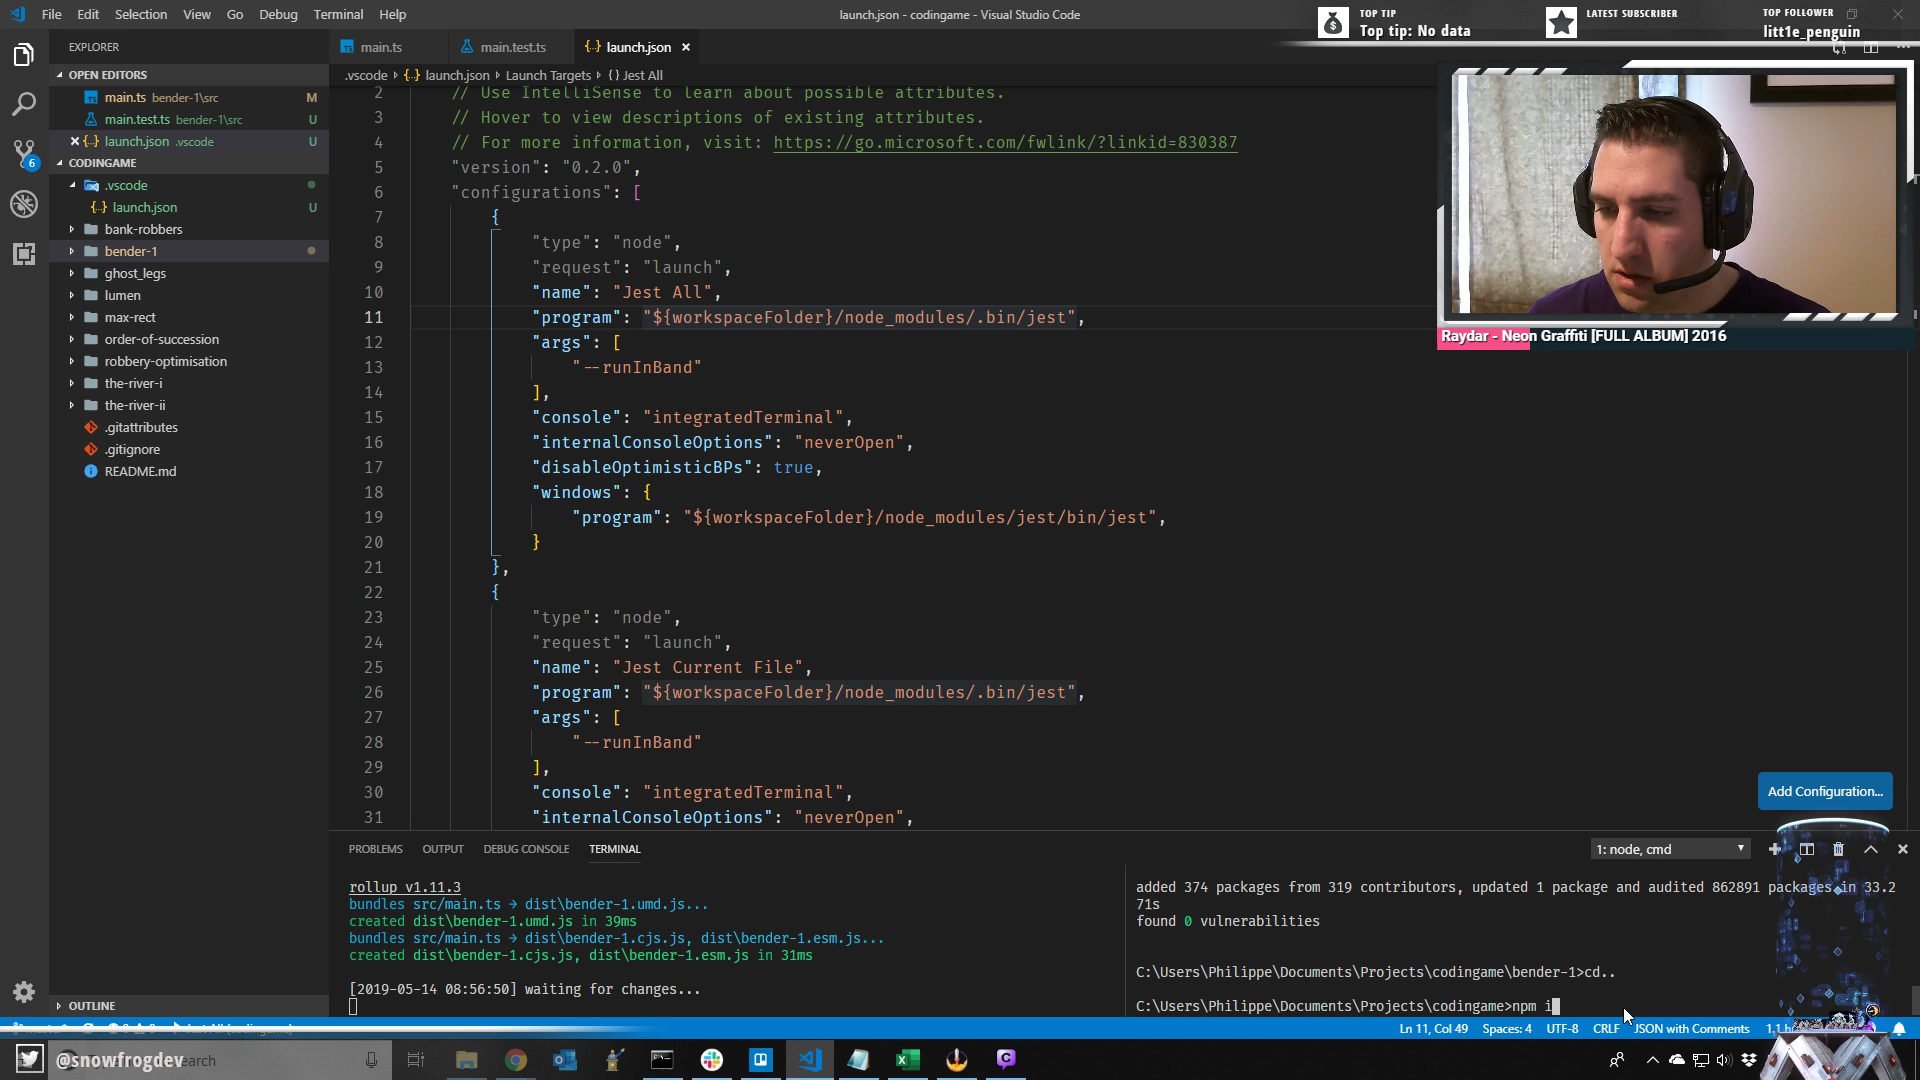 File Edit Selection View Go Debug Terminal Help
launch.json - codingame - Visual Studio Code
TOP TIP
Top tip: No data
LATEST SUBSCRIBER
TOP FOLLOWER
litt1e_penguin
EXPLORER
OPEN EDITORS
main.ts bender-1\src M
main.test.ts bender-1\src U
launch.json .vscode U
6
CODINGAME
.vscode
launch.json U
bank-robbers
bender-1
ghost_legs
lumen
max-rect
order-of-succession
robbery-optimisation
the-river-i
the-river-ii
.gitattributes
.gitignore
README.md
OUTLINE
main.ts
main.test.ts
launch.json
.vscode launch.json Launch Targets Jest All
2 // Use IntelliSense to learn about possible attributes.
3 // Hover to view descriptions of existing attributes.
4 // For more information, visit: https://go.microsoft.com/fwlink/?linkid=830387
5 "version": "0.2.0",
6 "configurations": [
7 {
8 "type": "node",
9 "request": "launch",
10 "name": "Jest All",
11 "program": "${workspaceFolder}/node_modules/.bin/jest",
12 "args": [
13 "--runInBand"
14 ],
15 "console": "integratedTerminal",
16 "internalConsoleOptions": "neverOpen",
17 "disableOptimisticBPs": true,
18 "windows": {
19 "program": "${workspaceFolder}/node_modules/jest/bin/jest",
20 }
21 },
22 {
23 "type": "node",
24 "request": "launch",
25 "name": "Jest Current File",
26 "program": "${workspaceFolder}/node_modules/.bin/jest",
27 "args": [
28 "--runInBand"
29 ],
30 "console": "integratedTerminal",
31 "internalConsoleOptions": "neverOpen",
Raydar - Neon Graffiti [FULL ALBUM] 2016
Add Configuration...
PROBLEMS OUTPUT DEBUG CONSOLE TERMINAL
1: node, cmd
rollup v1.11.3
bundles src/main.ts → dist\bender-1.umd.js...
created dist\bender-1.umd.js in 39ms
bundles src/main.ts → dist\bender-1.cjs.js, dist\bender-1.esm.js...
created dist\bender-1.cjs.js, dist\bender-1.esm.js in 31ms
[2019-05-14 08:56:50] waiting for changes...
added 374 packages from 319 contributors, updated 1 package and audited 862891 packages in 33.2
71s
found 0 vulnerabilities
C:\Users\Philippe\Documents\Projects\codingame\bender-1>cd..
C:\Users\Philippe\Documents\Projects\codingame>npm i
Ln 11, Col 49 Spaces: 4 UTF-8 CRLF JSON with Comments
@snowfrogdev